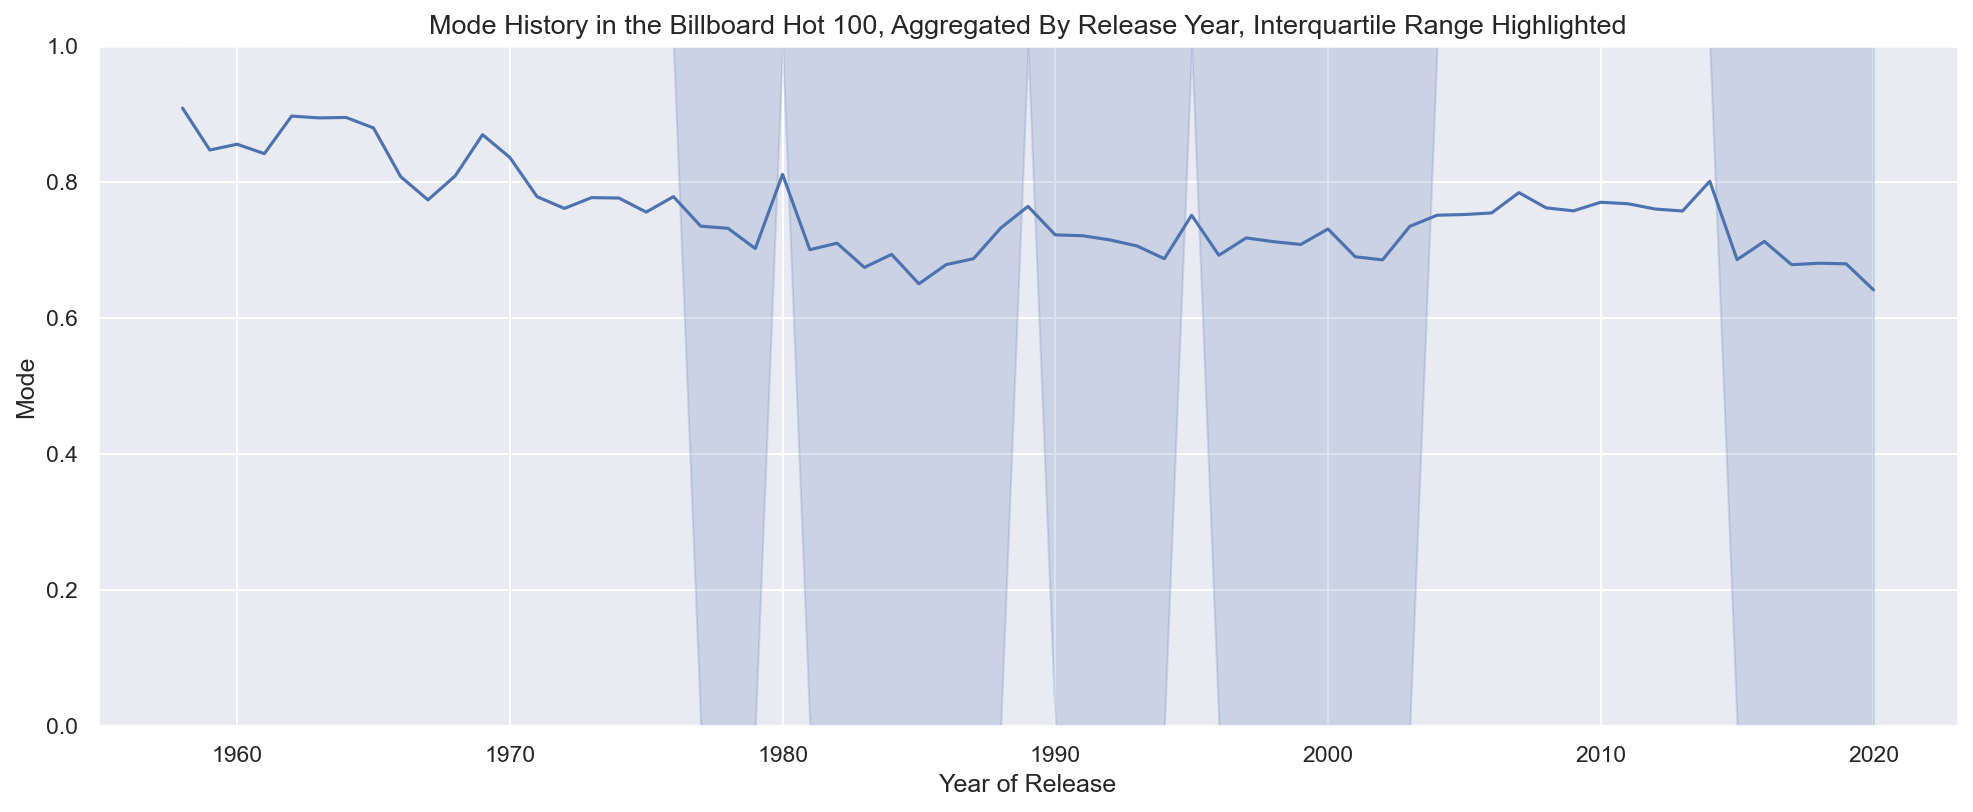 Mode History in the Billboard Hot 100, Aggregated By Release Year, Interquartile Range Highlighted
1.0
0.8
0.6
0.4
0.2
0.0
Mode
1960 1970 1980 1990 2000 2010 2020
Year of Release